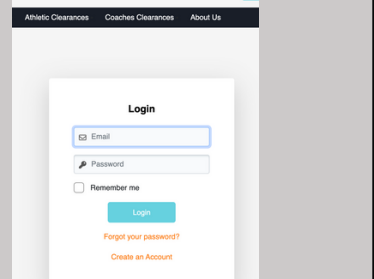 Athletic Clearances Coaches Clearances About Us
Login
Email
Password
Remember me
Login
Forgot your password?
Create an Account